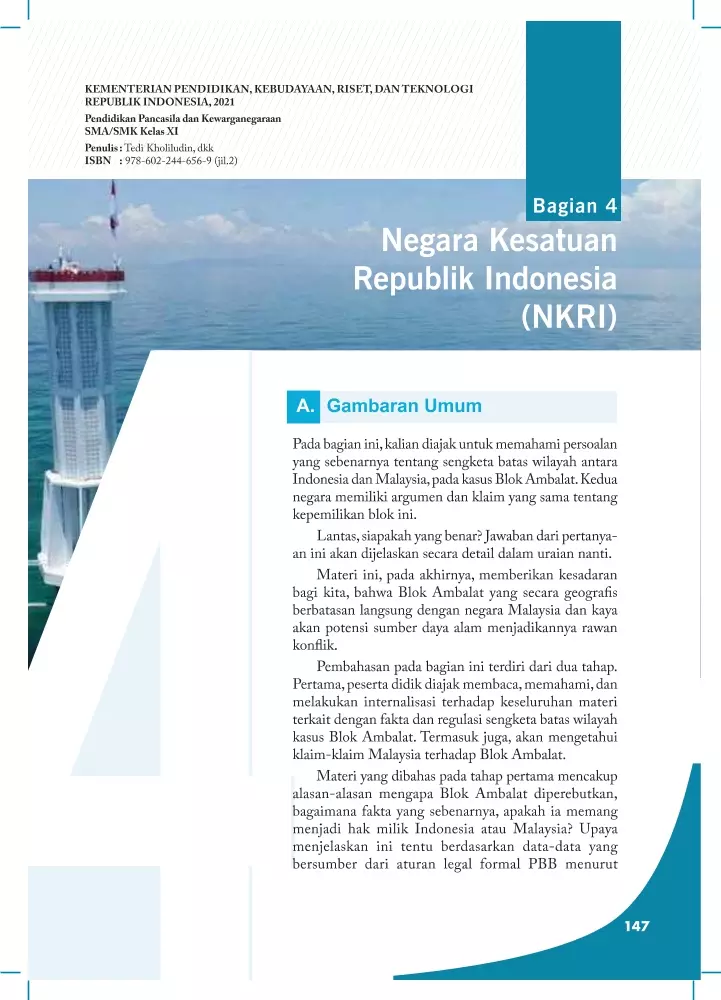 KEMENTERIAN PENDIDIKAN, KEBUDAYAAN, RISET, DAN TEKNOLOGI
REPUBLIK INDONESIA, 2021
Pendidikan Pancasila dan Kewarganegaraan
SMA/SMK Kelas XI
Penulis : Tedi Kholiludin, dkk
ISBN : 978-602-244-656-9 (jil.2)
Bagian 4
Negara Kesatuan
Republik Indonesia
(NKRI)
A. Gambaran Umum
Pada bagian ini, kalian diajak untuk memahami persoalan
yang sebenarnya tentang sengketa batas wilayah antara
Indonesia dan Malaysia, pada kasus Blok Ambalat. Kedua
negara memiliki argumen dan klaim yang sama tentang
kepemilikan blok ini.
Lantas, siapakah yang benar? Jawaban dari pertanya-
an ini akan dijelaskan secara detail dalam uraian nanti.
Materi ini, pada akhirnya, memberikan kesadaran
bagi kita, bahwa Blok Ambalat yang secara geografis
berbatasan langsung dengan negara Malaysia dan kaya
akan potensi sumber daya alam menjadikannya rawan
konflik.
Pembahasan pada bagian ini terdiri dari dua tahap.
Pertama, peserta didik diajak membaca, memahami, dan
melakukan internalisasi terhadap keseluruhan materi
terkait dengan fakta dan regulasi sengketa batas wilayah
kasus Blok Ambalat. Termasuk juga, akan mengetahui
klaim-klaim Malaysia terhadap Blok Ambalat.
Materi yang dibahas pada tahap pertama mencakup
alasan-alasan mengapa Blok Ambalat diperebutkan,
bagaimana fakta yang sebenarnya, apakah ia memang
menjadi hak milik Indonesia atau Malaysia? Upaya
menjelaskan ini tentu berdasarkan data-data yang
bersumber dari aturan legal formal PBB menurut
147